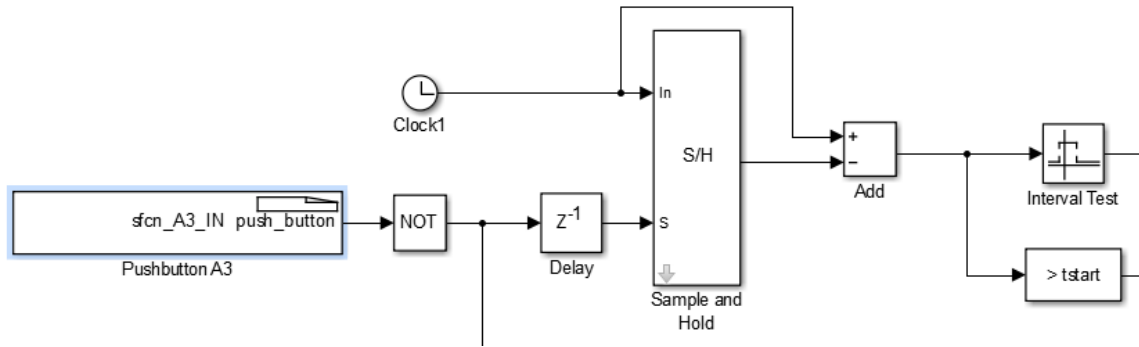 Clock1
In
S/H
S
Sample and
Hold
+
−
Add
Interval Test
sfcn_A3_IN push_button
Pushbutton A3
NOT
Z-1
Delay
> tstart